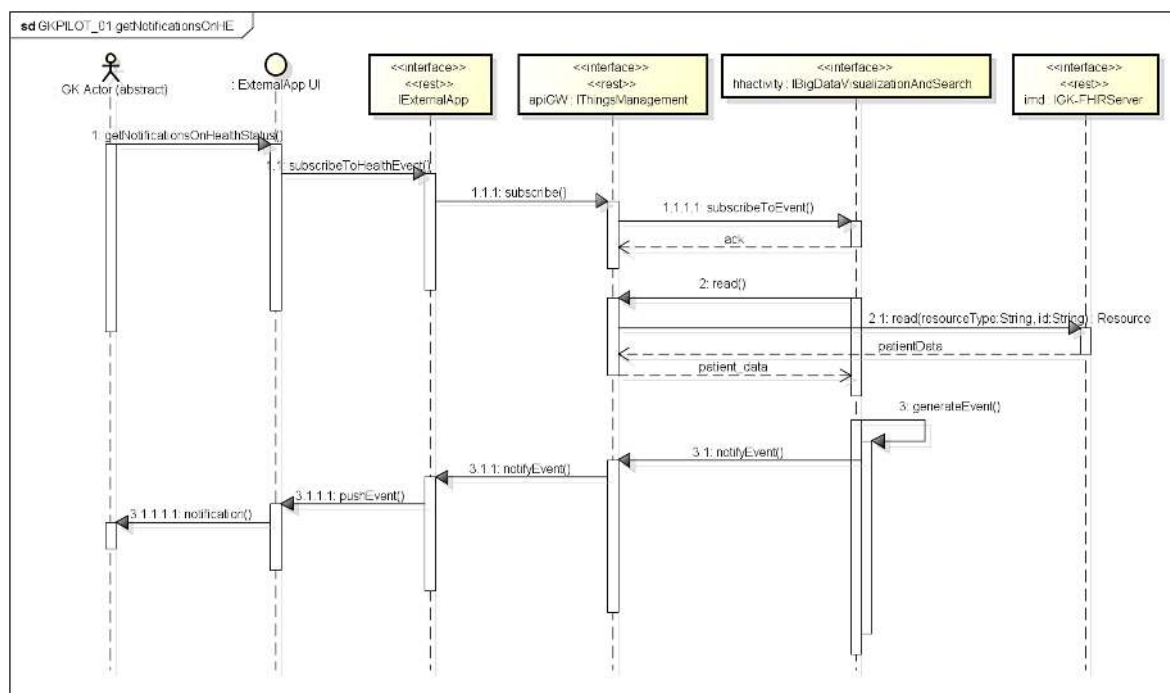 sd GKPILOT_01 getNotificationsOnHE
GK Actor (abstract)
: ExternalApp UI
<<interface>>
<<rest>>
IExternalApp
<<interface>>
<<rest>>
apiGW : IThingsManagement
<<interface>>
hhactivity : IBigDataVisualizationAndSearch
<<interface>>
<<rest>>
imd : IGK-FHRServer
1: getNotificationsOnHealthStatus()
1.1: subscribeToHealthEvent()
1.1.1: subscribe()
1.1.1.1: subscribeToEvent()
ack
2: read()
2.1: read(resourceType:String, id:String) : Resource
patientData
patient_data
3: generateEvent()
3.1: notifyEvent()
3.1.1: notifyEvent()
3.1.1.1: pushEvent()
3.1.1.1.1: notification()